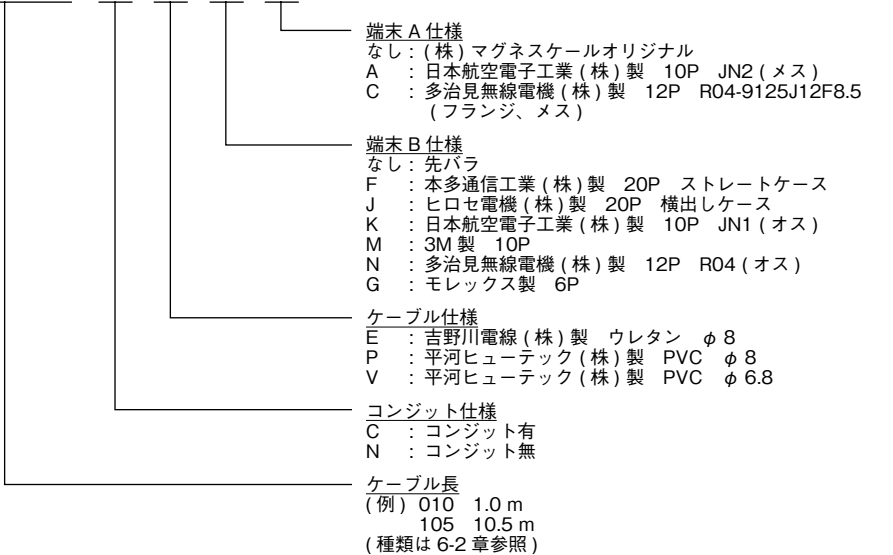 端末 A 仕様
なし : ( 株 ) マグネスケールオリジナル
A : 日本航空電子工業 ( 株 ) 製 10P JN2 ( メス )
C : 多治見無線電機 ( 株 ) 製 12P R04-9125J12F8.5
( フランジ、メス )
端末 B 仕様
なし : 先バラ
F : 本多通信工業 ( 株 ) 製 20P ストレートケース
J : ヒロセ電機 ( 株 ) 製 20P 横出しケース
K : 日本航空電子工業 ( 株 ) 製 10P JN1 ( オス )
M : 3M 製 10P
N : 多治見無線電機 ( 株 ) 製 12P R04 ( オス )
G : モレックス製 6P
ケーブル仕様
E : 吉野川電線 ( 株 ) 製 ウレタン φ 8
P : 平河ヒューテック ( 株 ) 製 PVC φ 8
V : 平河ヒューテック ( 株 ) 製 PVC φ 6.8
コンジット仕様
C : コンジット有
N : コンジット無
ケーブル長
( 例 ) 010 1.0 m
105 10.5 m
( 種類は 6-2 章参照 )